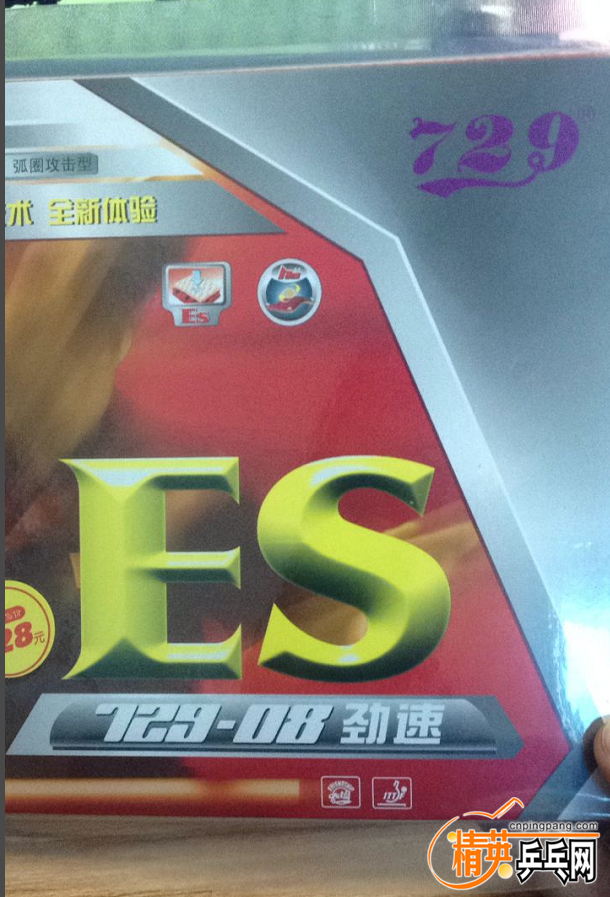 729
弧圈攻击型
术 全新体验
Es
ES
28元
729-08 劲速
ITTF
cnpingpang.com
精英乒乓网